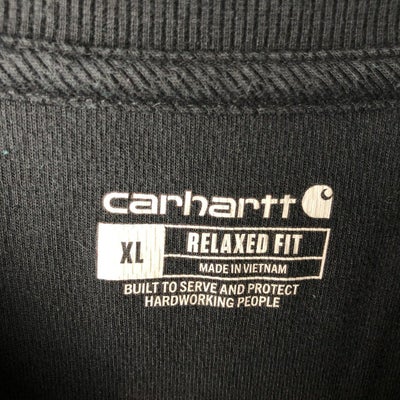 carhartt
XL RELAXED FIT
MADE IN VIETNAM
BUILT TO SERVE AND PROTECT
HARDWORKING PEOPLE